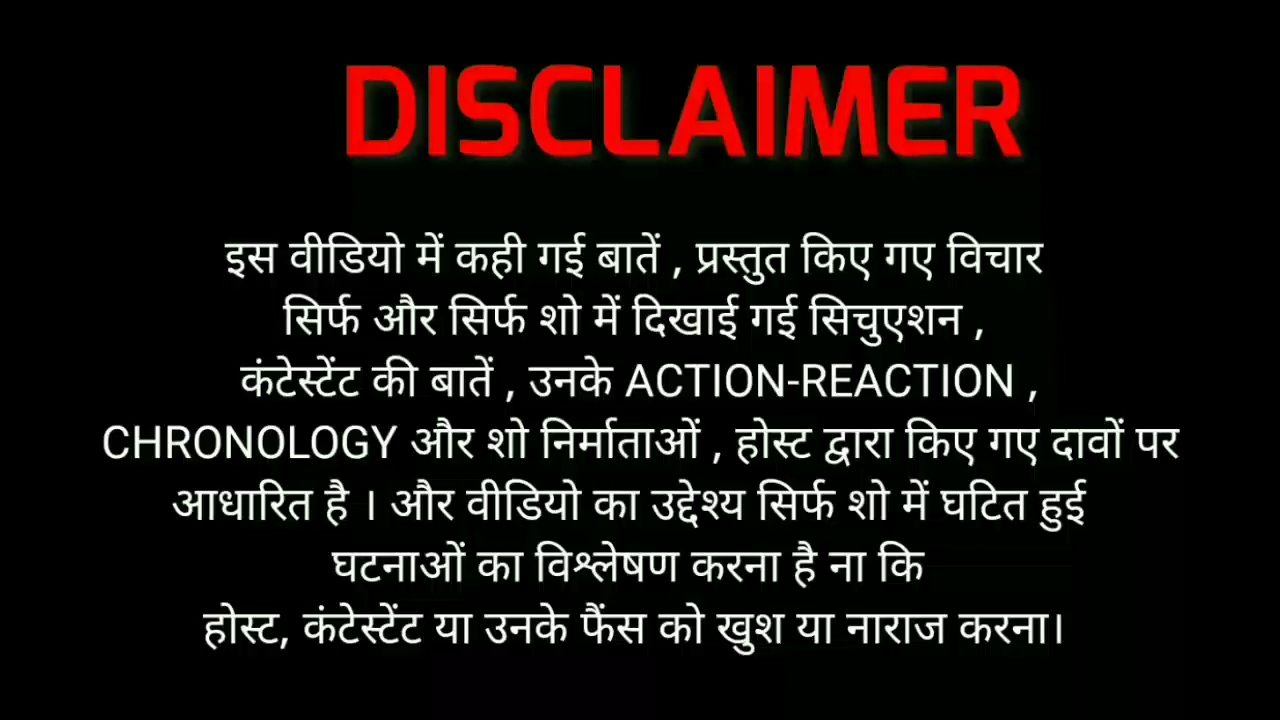 DISCLAIMER
इस वीडियो में कही गई बातें , प्रस्तुत किए गए विचार
सिर्फ और सिर्फ शो में दिखाई गई सिचुएशन ,
कंटेस्टेंट की बातें , उनके ACTION-REACTION ,
CHRONOLOGY और शो निर्माताओं , होस्ट द्वारा किए गए दावों पर
आधारित है । और वीडियो का उद्देश्य सिर्फ शो में घटित हुई
घटनाओं का विश्लेषण करना है ना कि
होस्ट, कंटेस्टेंट या उनके फैंस को खुश या नाराज करना।